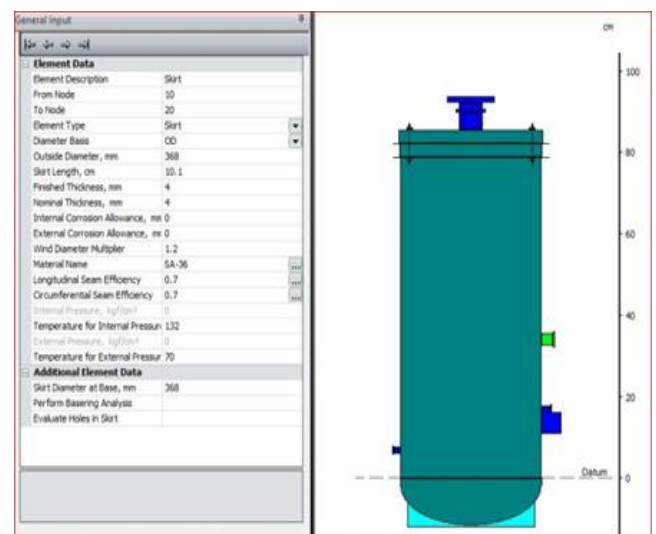 General Input
Element Data
Element Description Skirt
From Node 10
To Node 20
Element Type Skirt
Diameter Basis OD
Outside Diameter, mm 368
Skirt Length, cm 10.1
Finished Thickness, mm 4
Nominal Thickness, mm 4
Internal Corrosion Allowance, mm 0
External Corrosion Allowance, mm 0
Wind Diameter Multiplier 1.2
Material Name SA-36
Longitudinal Seam Efficiency 0.7
Circumferential Seam Efficiency 0.7
Internal Pressure, kgf/cm² 0
Temperature for Internal Pressur 132
External Pressure, kgf/cm² 0
Temperature for External Pressur 70
Additional Element Data
Skirt Diameter at Base, mm 368
Perform Basering Analysis
Evaluate Holes in Skirt
cm
100
80
60
40
20
Datum 0